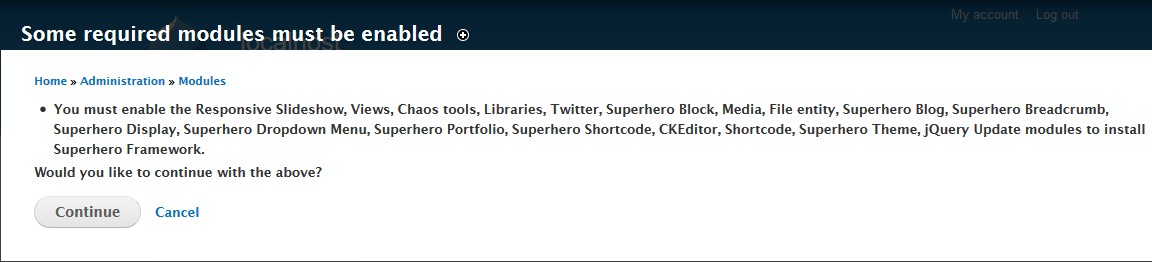 My account Log out
Some required modules must be enabled
localhost
Home » Administration » Modules
• You must enable the Responsive Slideshow, Views, Chaos tools, Libraries, Twitter, Superhero Block, Media, File entity, Superhero Blog, Superhero Breadcrumb,
Superhero Display, Superhero Dropdown Menu, Superhero Portfolio, Superhero Shortcode, CKEditor, Shortcode, Superhero Theme, jQuery Update modules to install
Superhero Framework.
Would you like to continue with the above?
Continue Cancel